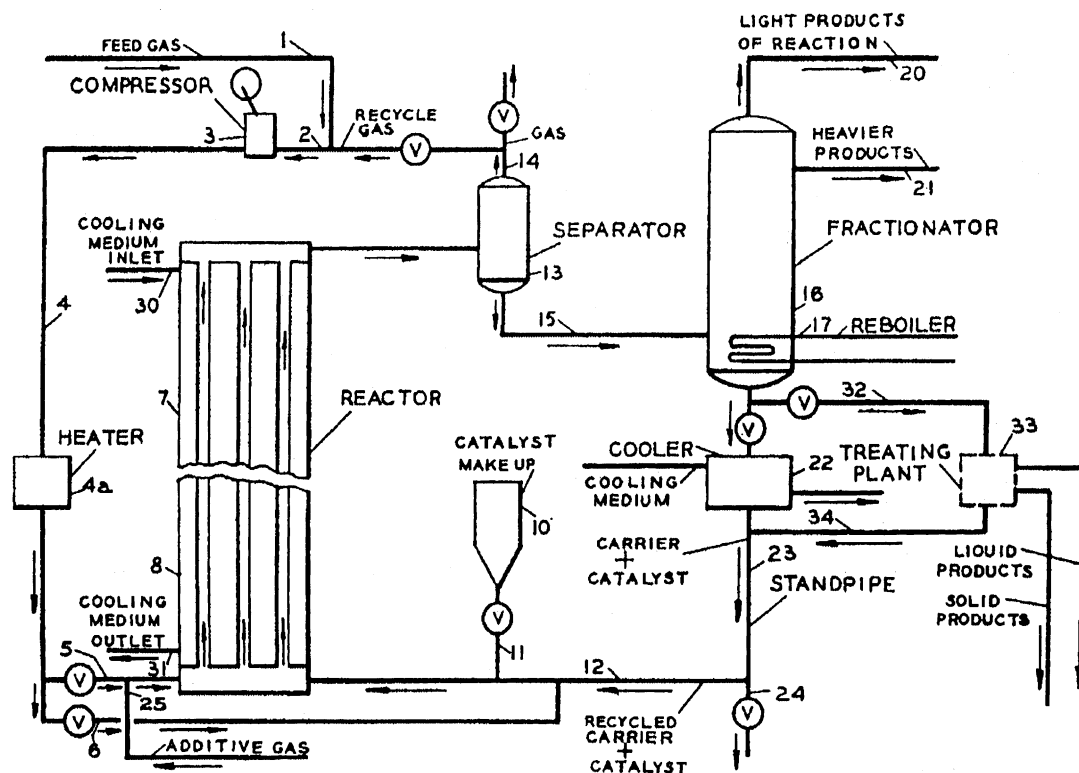 FEED GAS
1
LIGHT PRODUCTS
OF REACTION
20
COMPRESSOR
3
2
RECYCLE
GAS
V
V
GAS
14
HEAVIER
PRODUCTS
21
COOLING
MEDIUM
INLET
30
SEPARATOR
13
FRACTIONATOR
4
15
16
17
REBOILER
7
REACTOR
32
V
V
33
HEATER
4a
CATALYST
MAKE UP
10
COOLER
COOLING
MEDIUM
22
TREATING
PLANT
34
8
CARRIER
+
CATALYST
23
STANDPIPE
LIQUID
PRODUCTS
SOLID
PRODUCTS
COOLING
MEDIUM
OUTLET
31
V
11
5
V
25
12
24
V
6
V
ADDITIVE GAS
RECYCLED
CARRIER
+
CATALYST